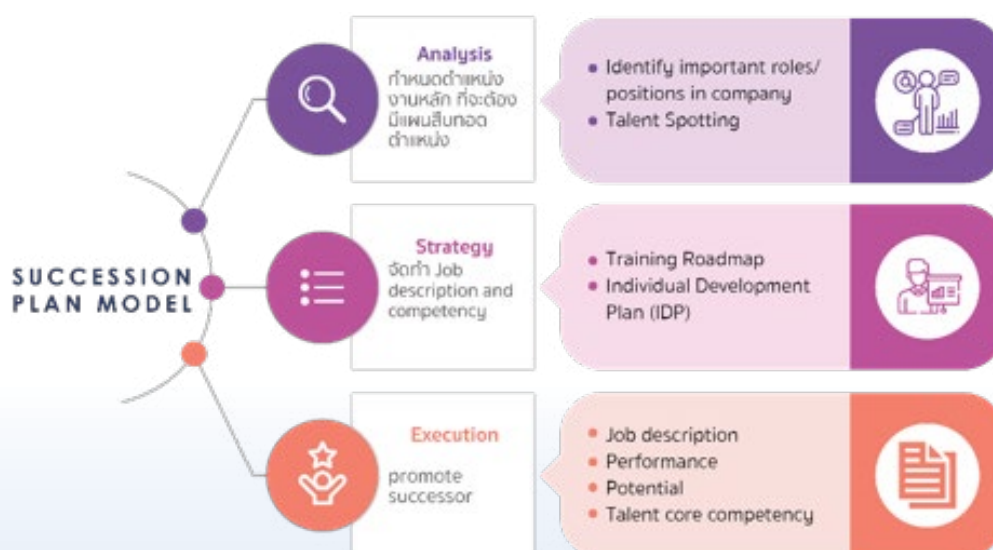 SUCCESSION
PLAN MODEL
Analysis
กำหนดตำแหน่ง
งานหลัก ที่จะต้อง
มีแผนสืบทอด
ตำแหน่ง
• Identify important roles/
positions in company
• Talent Spotting
Strategy
จัดทำ Job
description and
competency
• Training Roadmap
• Individual Development
Plan (IDP)
Execution
promote
successor
• Job description
• Performance
• Potential
• Talent core competency